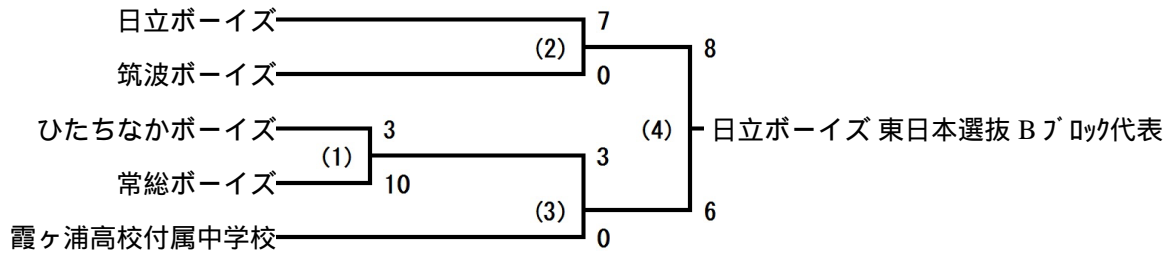 日立ボーイズ 7
(2) 8
筑波ボーイズ 0
ひたちなかボーイズ 3
(1) 3 (4) 日立ボーイズ 東日本選抜 B ﾌﾞﾛｯｸ代表
常総ボーイズ 10
(3) 6
霞ヶ浦高校付属中学校 0